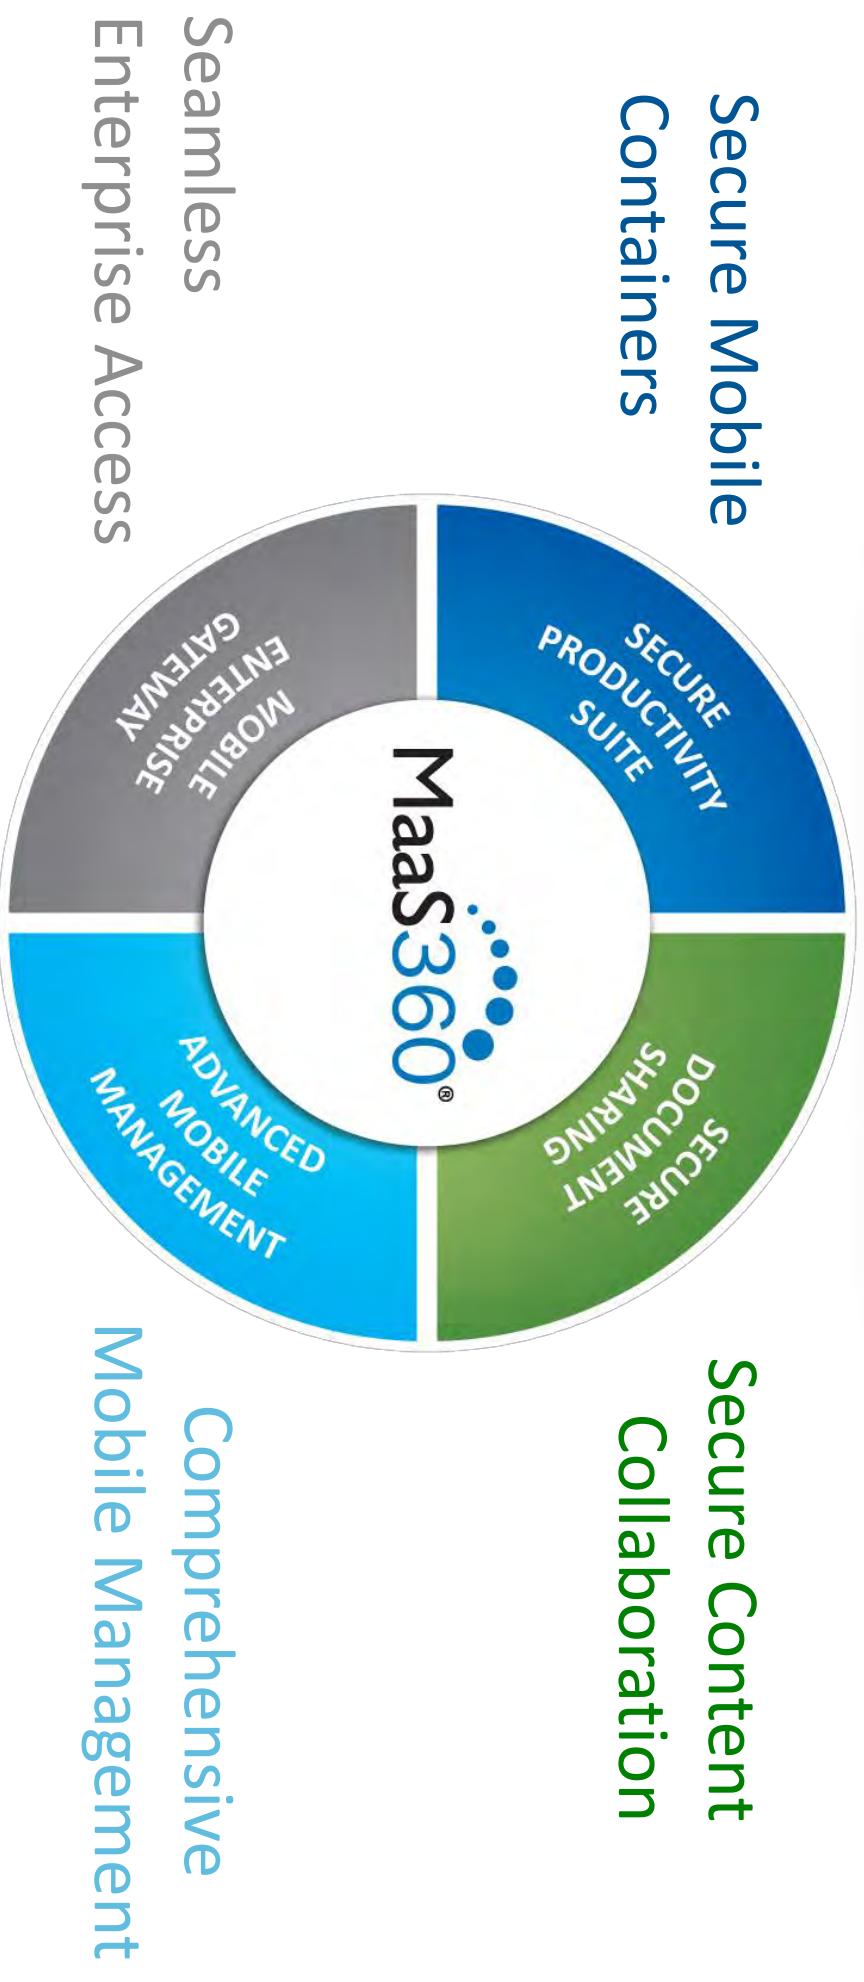 Secure Mobile
Containers
SECURE
PRODUCTIVITY
SUITE
SECURE
DOCUMENT
SHARING
Secure Content
Collaboration
MaaS360®
Seamless
Enterprise Access
MOBILE
ENTERPRISE
GATEWAY
ADVANCED
MOBILE
MANAGEMENT
Comprehensive
Mobile Management